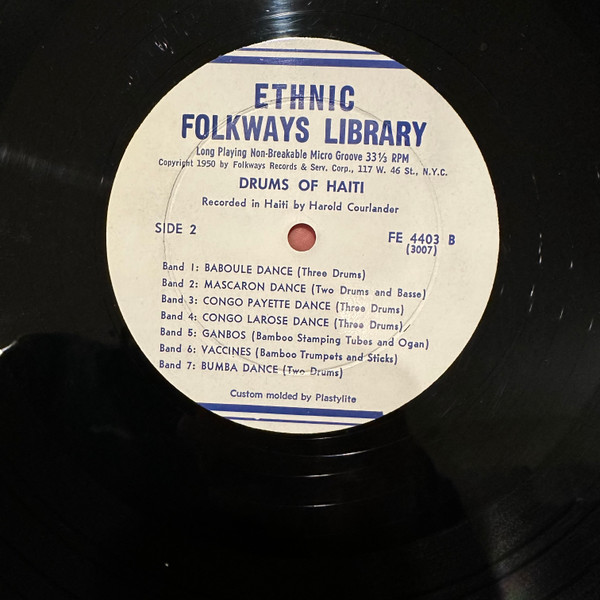 ETHNIC
FOLKWAYS LIBRARY
Long Playing Non-Breakable Micro Groove 33⅓ RPM
Copyright 1950 by Folkways Records & Serv. Corp., 117 W. 46 St., N.Y.C.
DRUMS OF HAITI
Recorded in Haiti by Harold Courlander
SIDE 2
FE 4403 B
(3007)
Band 1: BABOULE DANCE (Three Drums)
Band 2: MASCARON DANCE (Two Drums and Basse)
Band 3: CONGO PAYETTE DANCE (Three Drums)
Band 4: CONGO LAROSE DANCE (Three Drums)
Band 5: GANBOS (Bamboo Stamping Tubes and Ogan)
Band 6: VACCINES (Bamboo Trumpets and Sticks)
Band 7: BUMBA DANCE (Two Drums)
Custom molded by Plastylite